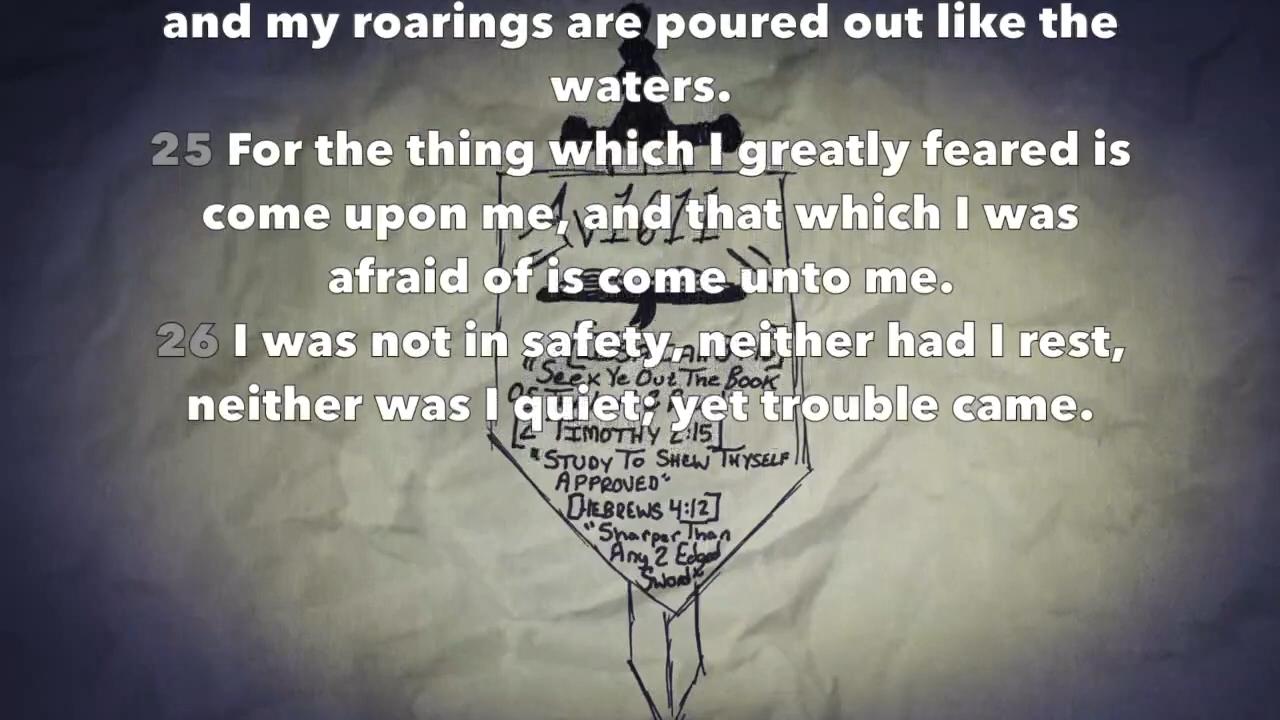 and my roarings are poured out like the
waters.
25 For the thing which I greatly feared is
come upon me, and that which I was
afraid of is come unto me.
26 I was not in safety, neither had I rest,
neither was I quiet; yet trouble came.
Av1611
"Seek Ye Out The Book
[2 TIMOTHY 2:15]
"STUDY TO SHEW THYSELF
APPROVED"
[HEBREWS 4:12]
"Sharper Than
Any 2 Edged
Sword"